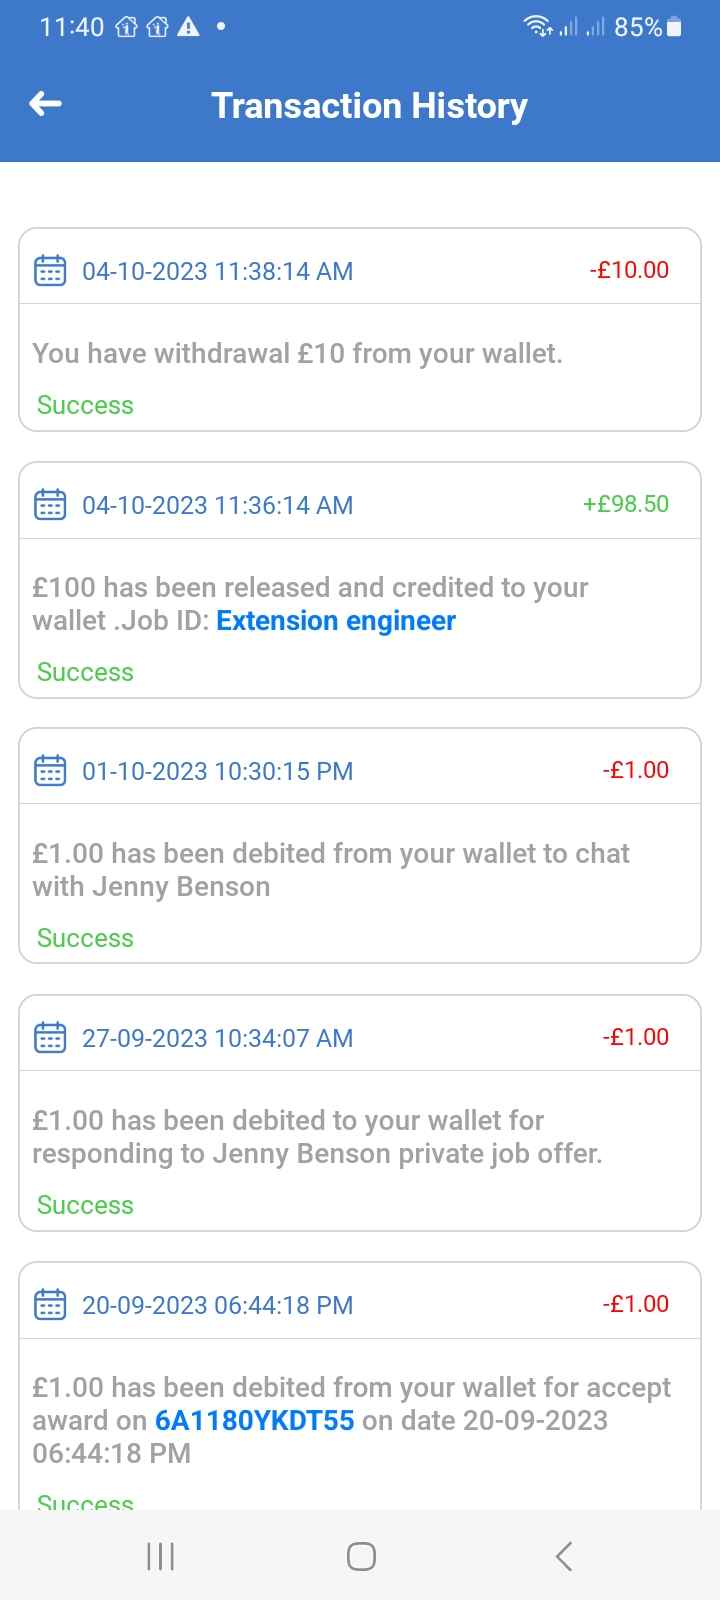 11:40
85%
Transaction History
04-10-2023 11:38:14 AM -£10.00
You have withdrawal £10 from your wallet.
Success
04-10-2023 11:36:14 AM +£98.50
£100 has been released and credited to your
wallet .Job ID: Extension engineer
Success
01-10-2023 10:30:15 PM -£1.00
£1.00 has been debited from your wallet to chat
with Jenny Benson
Success
27-09-2023 10:34:07 AM -£1.00
£1.00 has been debited to your wallet for
responding to Jenny Benson private job offer.
Success
20-09-2023 06:44:18 PM -£1.00
£1.00 has been debited from your wallet for accept
award on 6A1180YKDT55 on date 20-09-2023
06:44:18 PM
Success